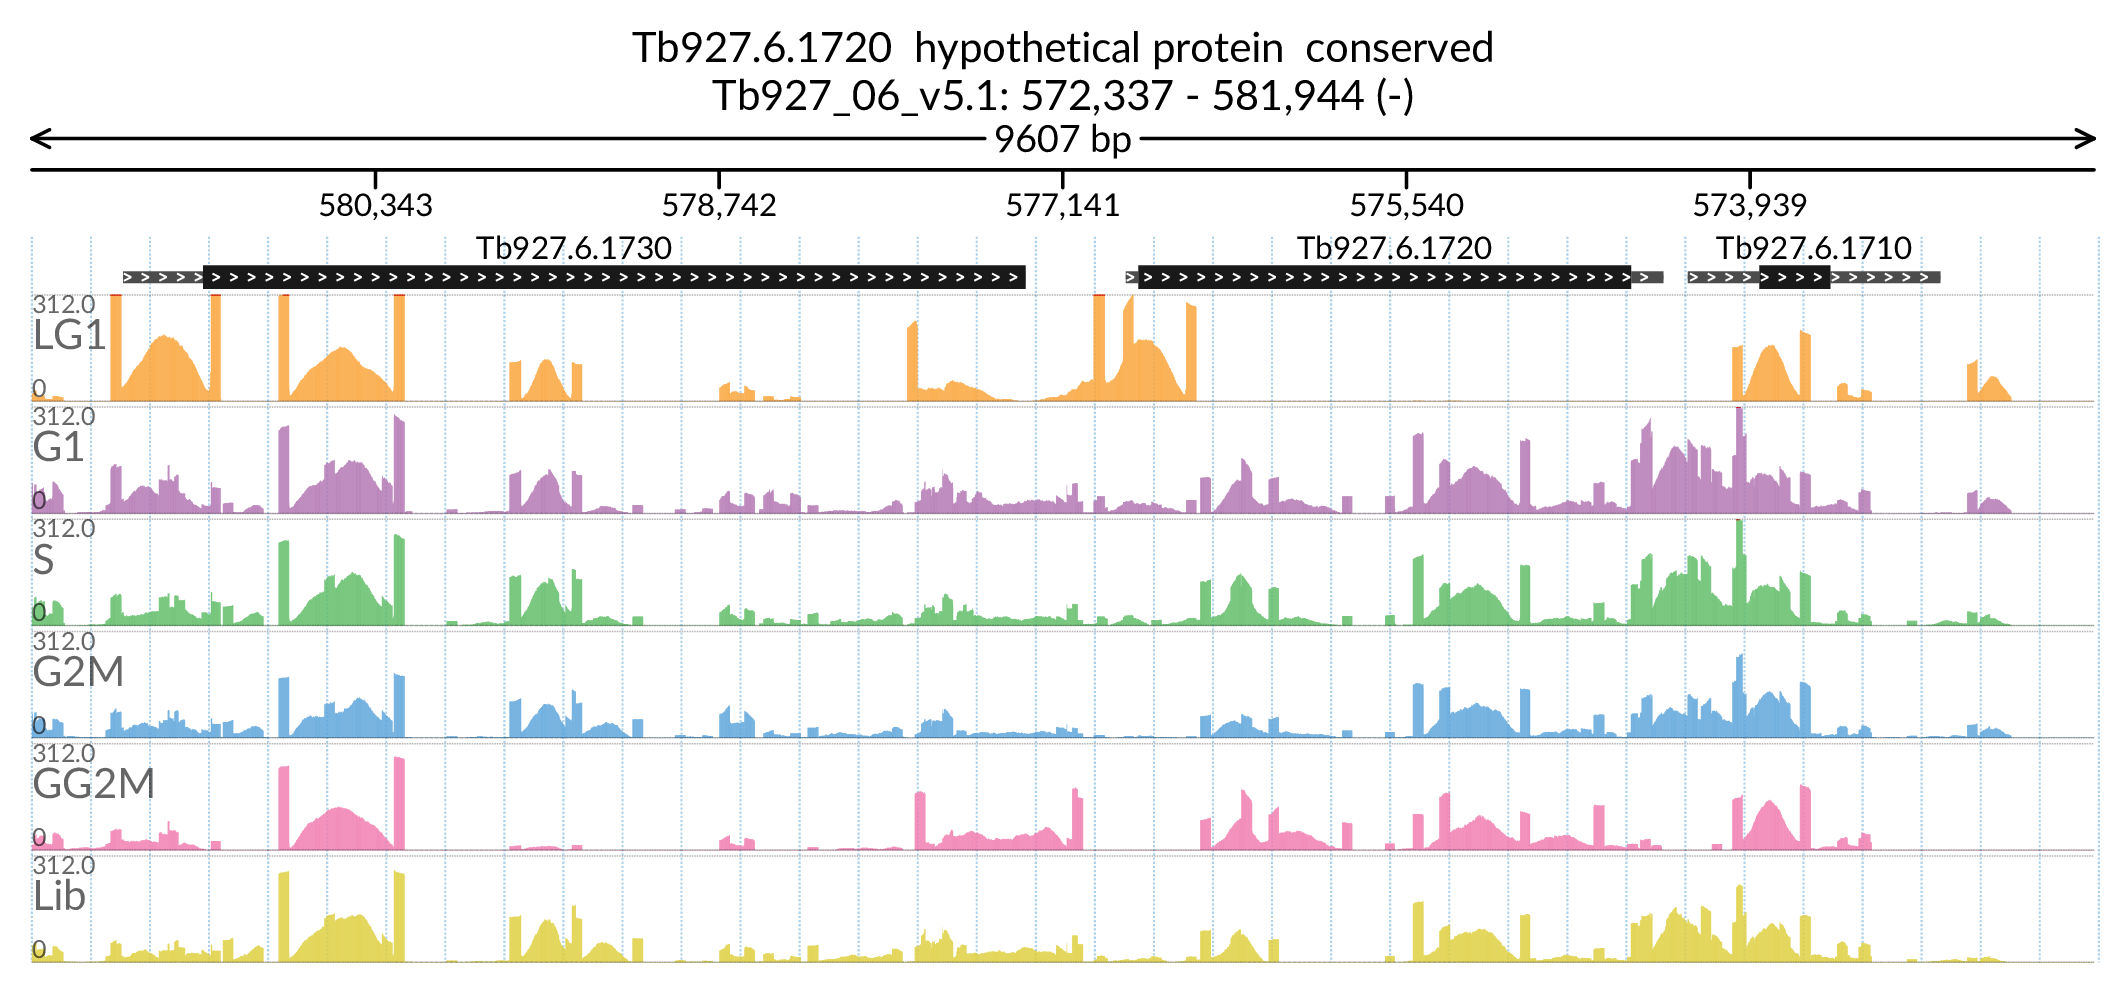 Tb927.6.1720  hypothetical protein  conserved
Tb927_06_v5.1: 572,337 - 581,944 (-)
9607 bp
580,343 578,742 577,141 575,540 573,939
Tb927.6.1730 Tb927.6.1720 Tb927.6.1710
312.0
LG1
0
312.0
G1
0
312.0
S
0
312.0
G2M
0
312.0
GG2M
0
312.0
Lib
0